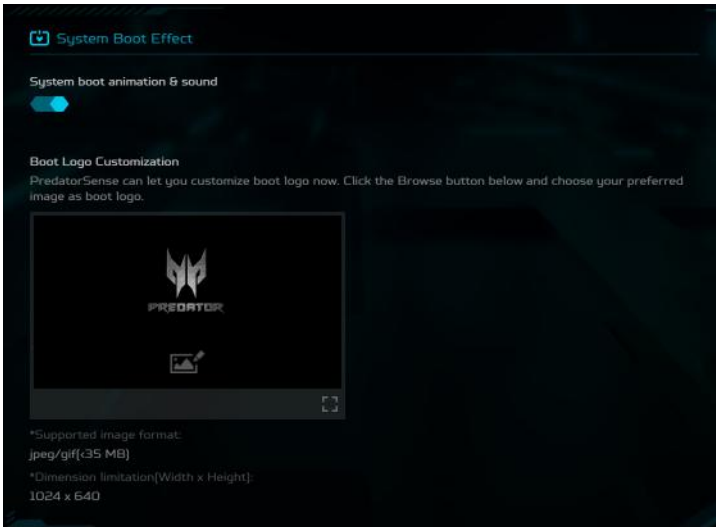 System Boot Effect
System boot animation & sound
Boot Logo Customization
PredatorSense can let you customize boot logo now. Click the Browse button below and choose your preferred
image as boot logo.
PREDATOR
*Supported image format:
jpeg/gif(<35 MB)
*Dimension limitation(Width x Height):
1024 x 640